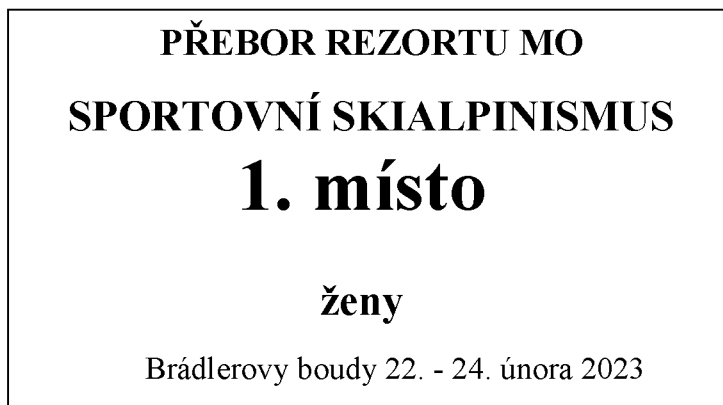 PŘEBOR REZORTU MO
SPORTOVNÍ SKIALPINISMUS
1. místo
ženy
Brádlerovy boudy 22. - 24. února 2023